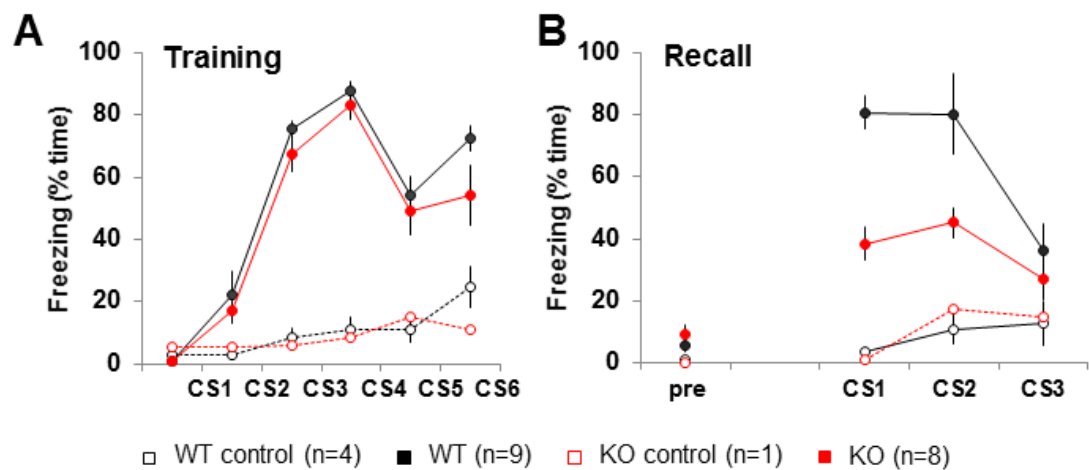 A
Training
Freezing (% time)
100
80
60
40
20
0
CS1 CS2 CS3 CS4 CS5 CS6
B
Recall
Freezing (% time)
100
80
60
40
20
0
pre CS1 CS2 CS3
WT control (n=4) WT (n=9) KO control (n=1) KO (n=8)